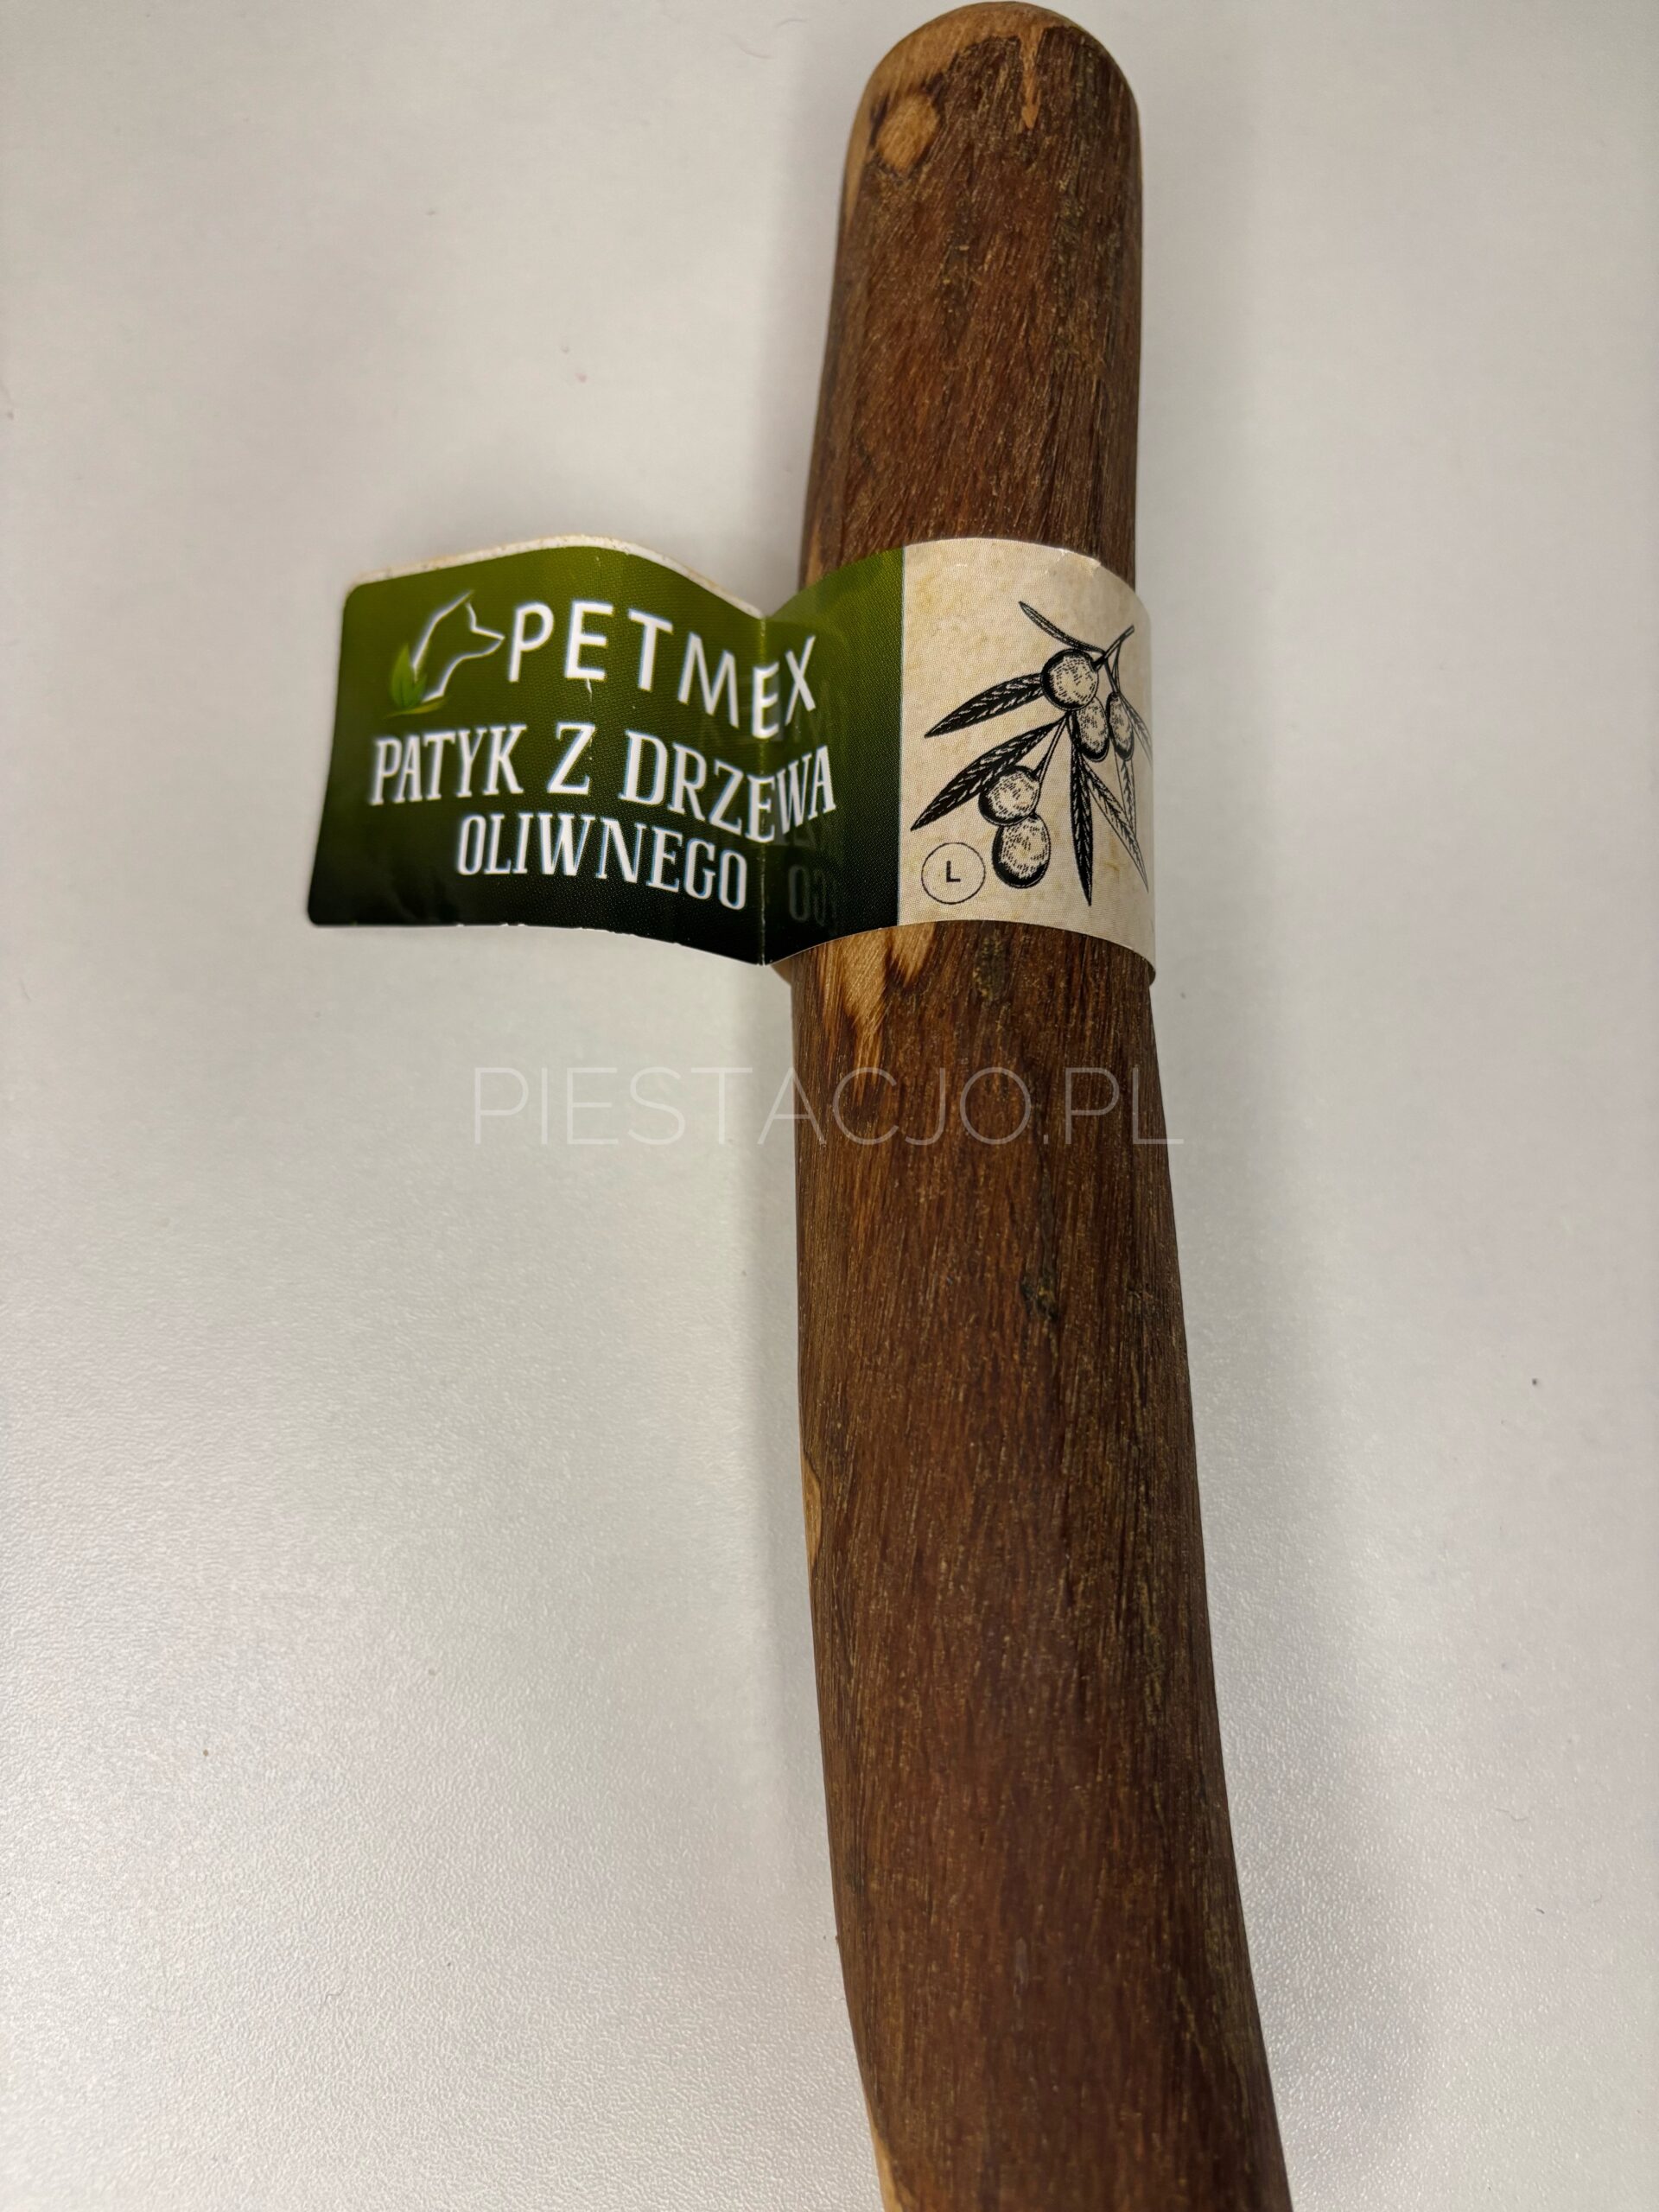 PETMEX
PATYK Z DRZEWA
OLIWNEGO
L
PIESTACJO.PL